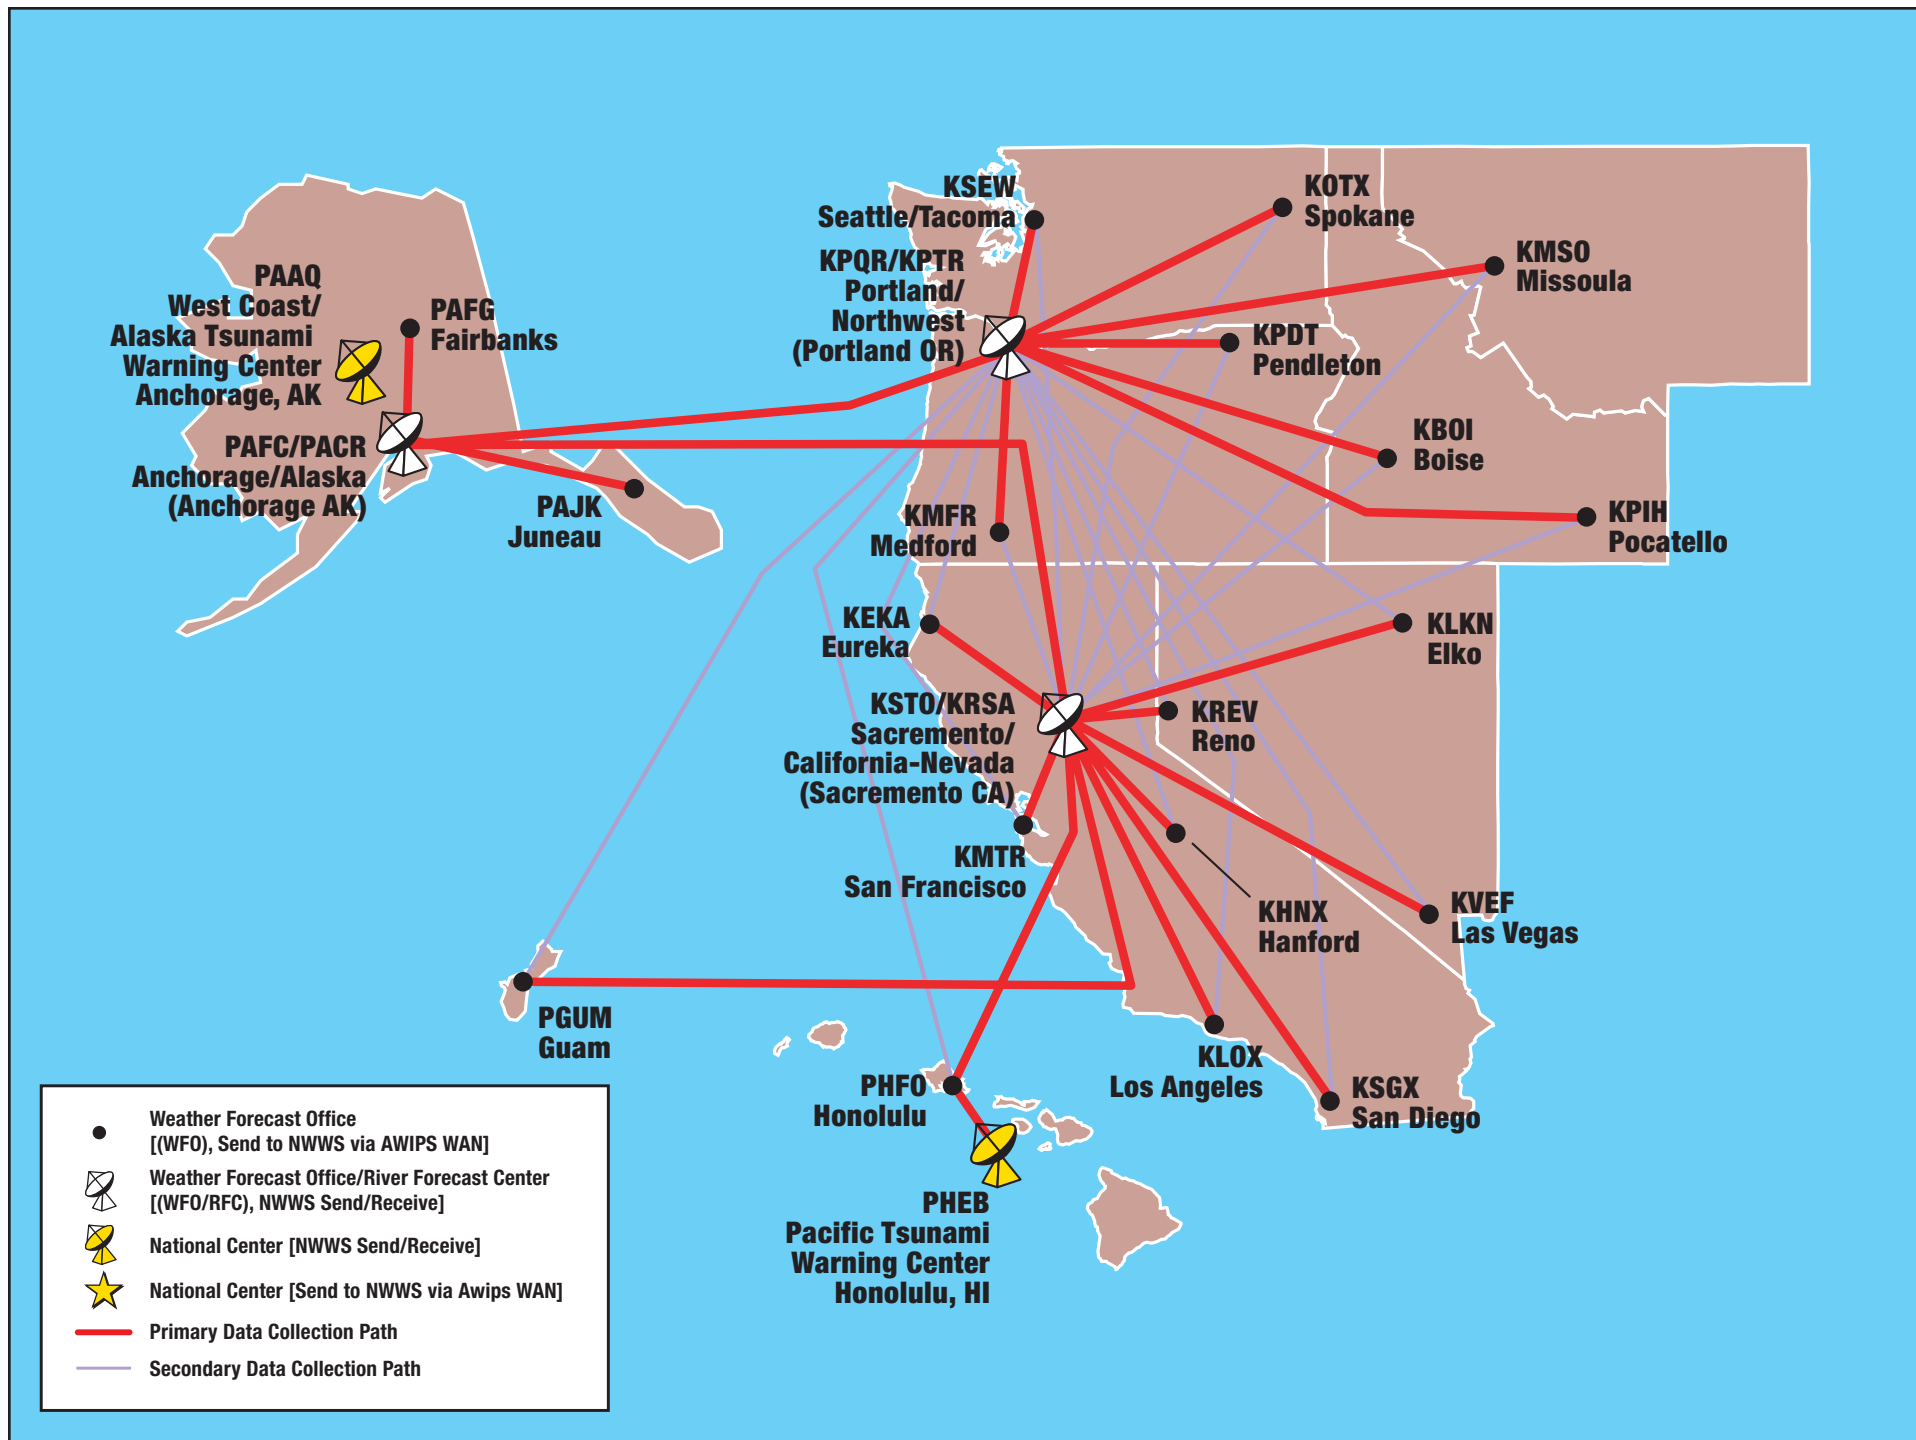 KSEW
Seattle/Tacoma
KOTX
Spokane
KMSO
Missoula
KPQR/KPTR
Portland/
Northwest
(Portland OR)
PAAQ
West Coast/
Alaska Tsunami
Warning Center
Anchorage, AK
PAFG
Fairbanks
KPDT
Pendleton
PAFC/PACR
Anchorage/Alaska
(Anchorage AK)
KBOI
Boise
PAJK
Juneau
KMFR
Medford
KPIH
Pocatello
KEKA
Eureka
KLKN
Elko
KSTO/KRSA
Sacremento/
California-Nevada
(Sacremento CA)
KREV
Reno
KMTR
San Francisco
KHNX
Hanford
KVEF
Las Vegas
PGUM
Guam
KLOX
Los Angeles
KSGX
San Diego
PHFO
Honolulu
PHEB
Pacific Tsunami
Warning Center
Honolulu, HI
Weather Forecast Office
[(WFO), Send to NWWS via AWIPS WAN]
Weather Forecast Office/River Forecast Center
[(WFO/RFC), NWWS Send/Receive]
National Center [NWWS Send/Receive]
National Center [Send to NWWS via Awips WAN]
Primary Data Collection Path
Secondary Data Collection Path